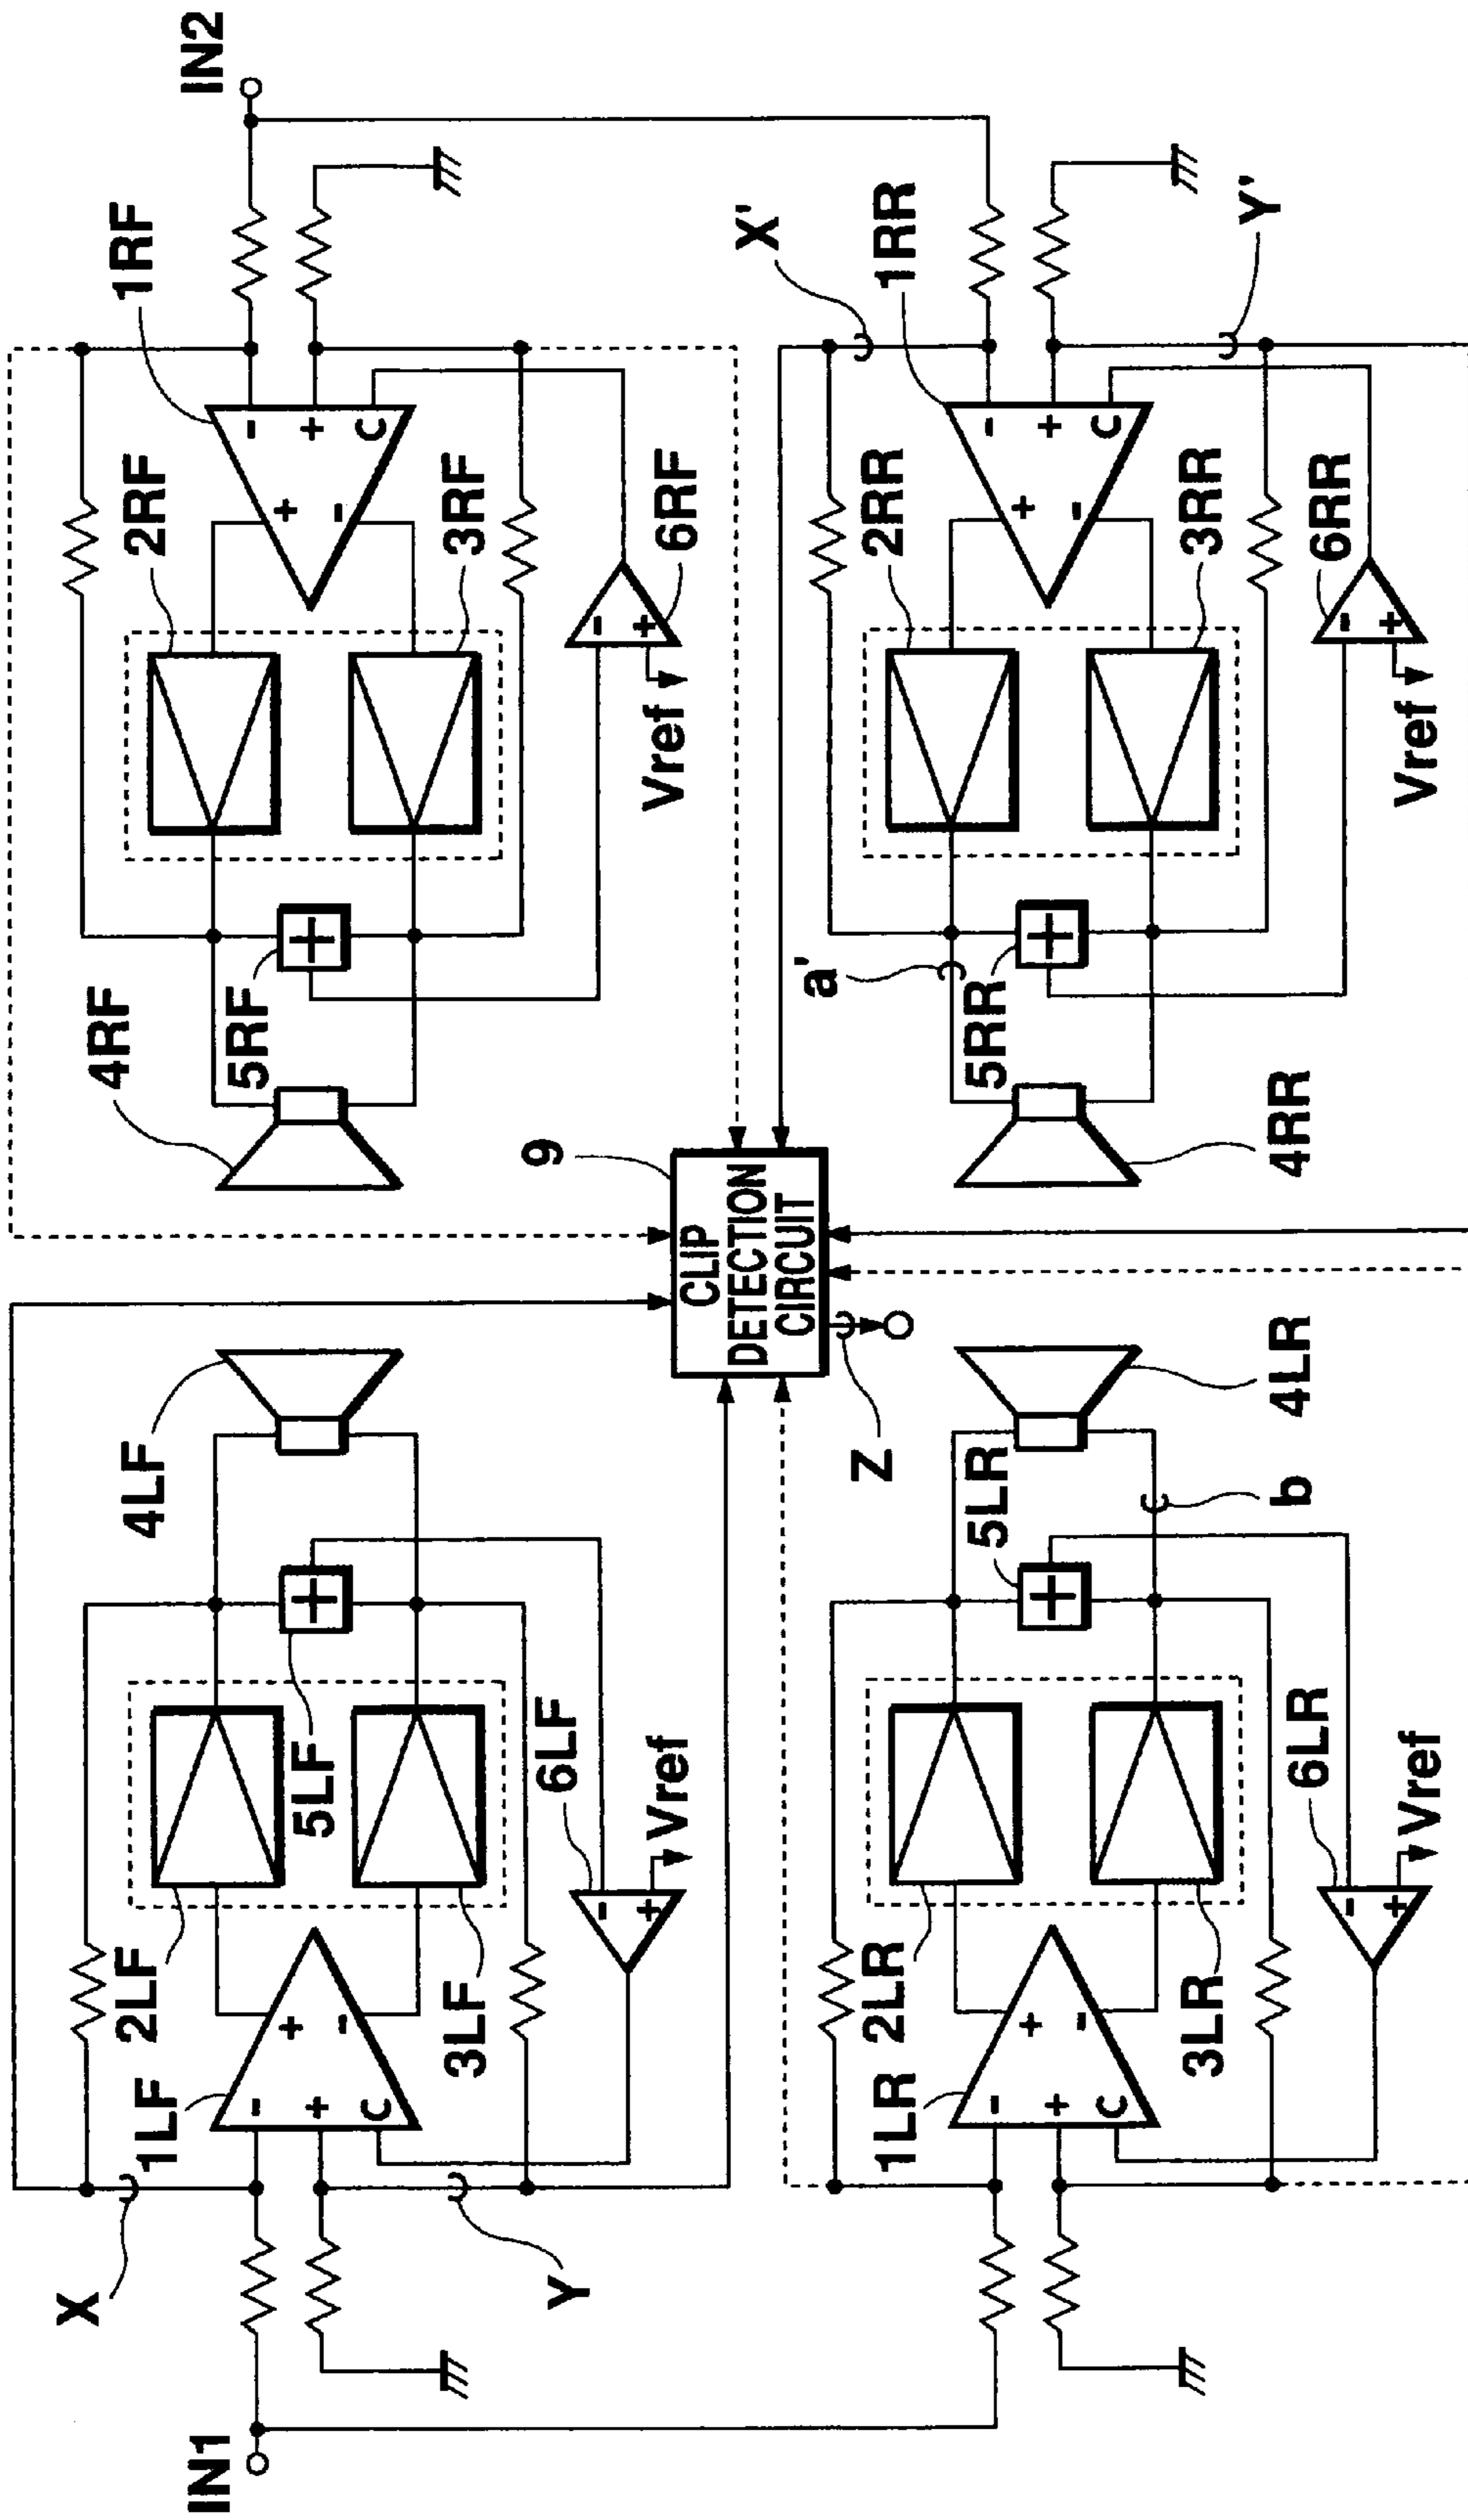 IN1
X
Y
1LF
2LF
3LF
-
+
C
+
-
5LF
4LF
6LF
-
+
Vref
IN2
1RF
2RF
3RF
-
+
C
+
-
5RF
4RF
6RF
-
+
Vref
9
CLIP
DETECTION
CIRCUIT
Z
1LR
2LR
3LR
-
+
C
+
-
5LR
4LR
b
6LR
-
+
Vref
X'
Y'
1RR
2RR
3RR
-
+
C
+
-
a'
5RR
4RR
6RR
-
+
Vref
+
+
+
+